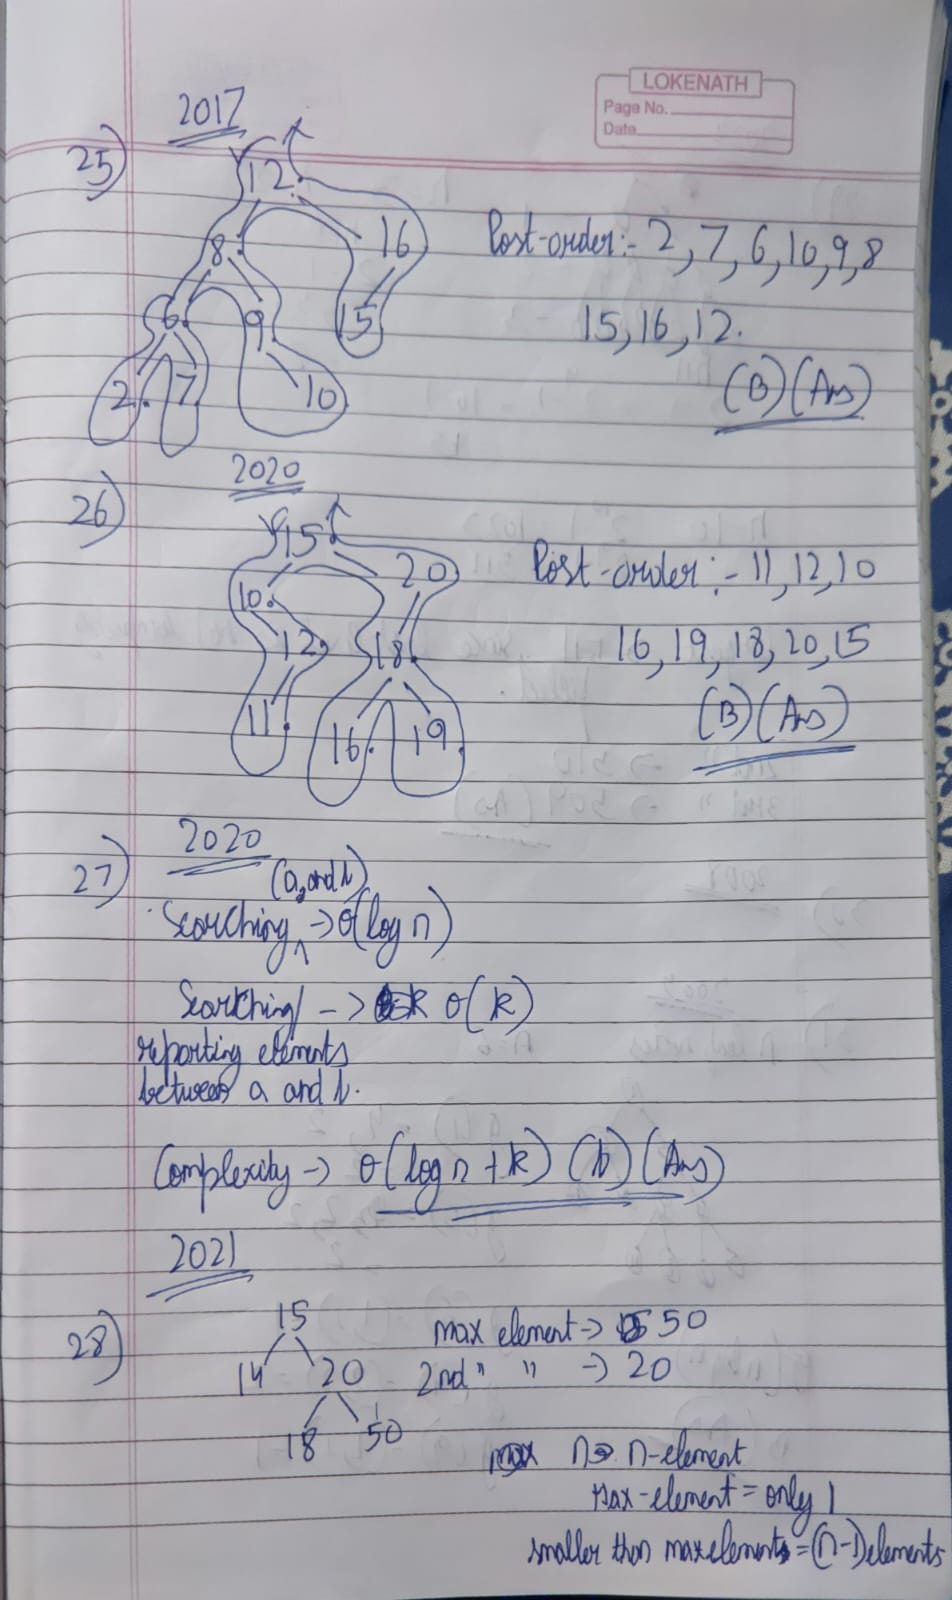 LOKENATH
Page No.
Date
2017
25)
12
8
16
6
9
15
2
7
10
Post-order:- 2,7,6,10,9,8
15,16,12.
(B)(Ans)
2020
26)
15
10
20
12
18
11
16
19
Post-order:- 11,12,10
16,19,18,20,15
(B)(Ans)
2020
27)
(a, and b)
Searching → O(log n)
Searching/ → O(k)
reporting elements
between a and b.
Complexity → O(log n + k) (b) (Ans)
2021
28)
15
14 20
18 50
max element → 50
2nd " " → 20
n → n-element
Max-element = only 1
smaller than max elements = (n-1) elements